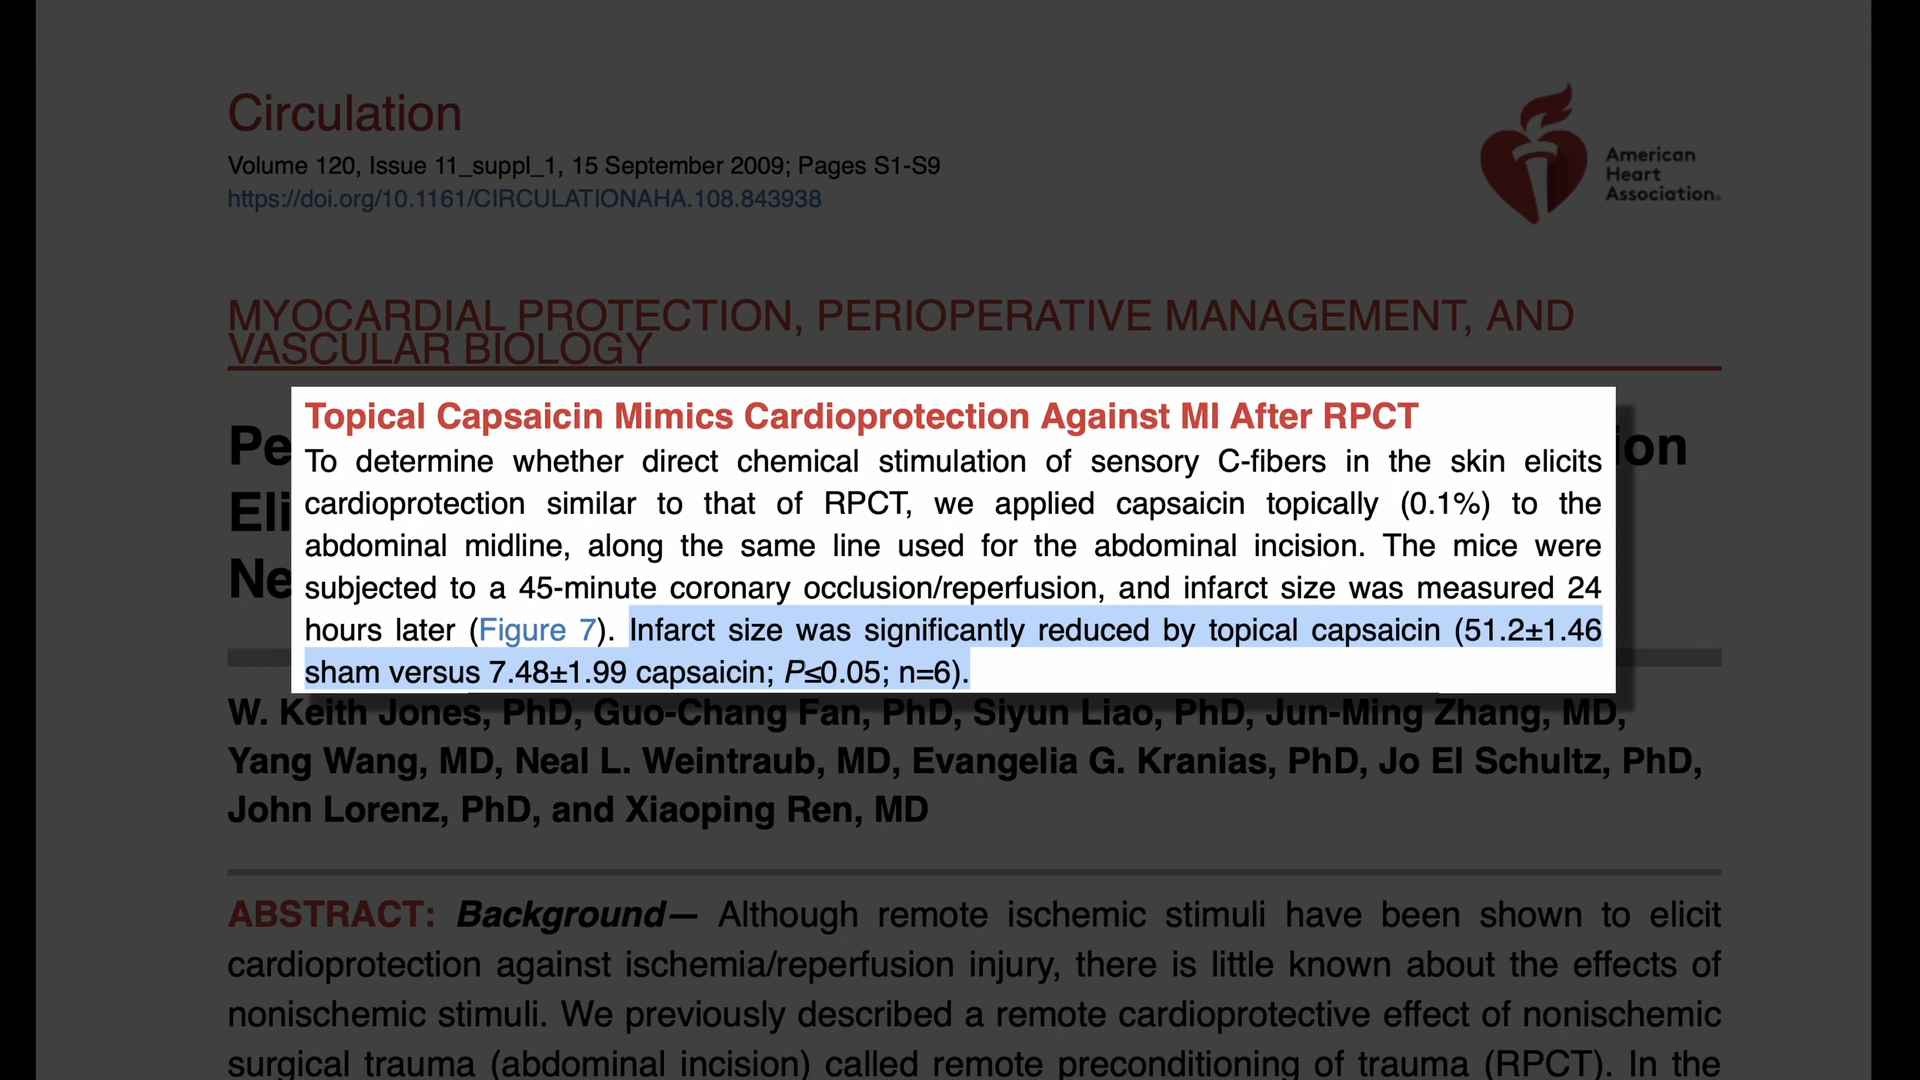 Circulation
Volume 120, Issue 11_suppl_1, 15 September 2009; Pages S1-S9
https://doi.org/10.1161/CIRCULATIONAHA.108.843938
American
Heart
Association.
MYOCARDIAL PROTECTION, PERIOPERATIVE MANAGEMENT, AND
VASCULAR BIOLOGY
Topical Capsaicin Mimics Cardioprotection Against MI After RPCT
To determine whether direct chemical stimulation of sensory C-fibers in the skin elicits
cardioprotection similar to that of RPCT, we applied capsaicin topically (0.1%) to the
abdominal midline, along the same line used for the abdominal incision. The mice were
subjected to a 45-minute coronary occlusion/reperfusion, and infarct size was measured 24
hours later (Figure 7). Infarct size was significantly reduced by topical capsaicin (51.2±1.46
sham versus 7.48±1.99 capsaicin; P≤0.05; n=6).
W. Keith Jones, PhD, Guo-Chang Fan, PhD, Siyun Liao, PhD, Jun-Ming Zhang, MD,
Yang Wang, MD, Neal L. Weintraub, MD, Evangelia G. Kranias, PhD, Jo El Schultz, PhD,
John Lorenz, PhD, and Xiaoping Ren, MD
ABSTRACT: Background— Although remote ischemic stimuli have been shown to elicit
cardioprotection against ischemia/reperfusion injury, there is little known about the effects of
nonischemic stimuli. We previously described a remote cardioprotective effect of nonischemic
surgical trauma (abdominal incision) called remote preconditioning of trauma (RPCT). In the